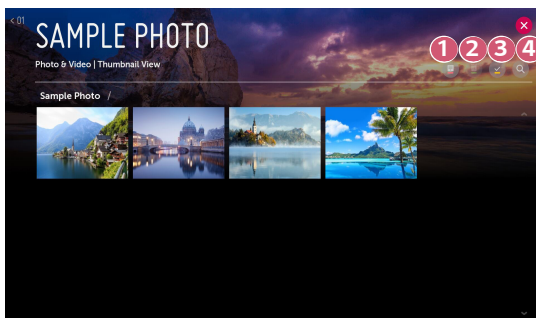 < 01
SAMPLE PHOTO
1 2 3 4
Photo & Video | Thumbnail View
Sample Photo /